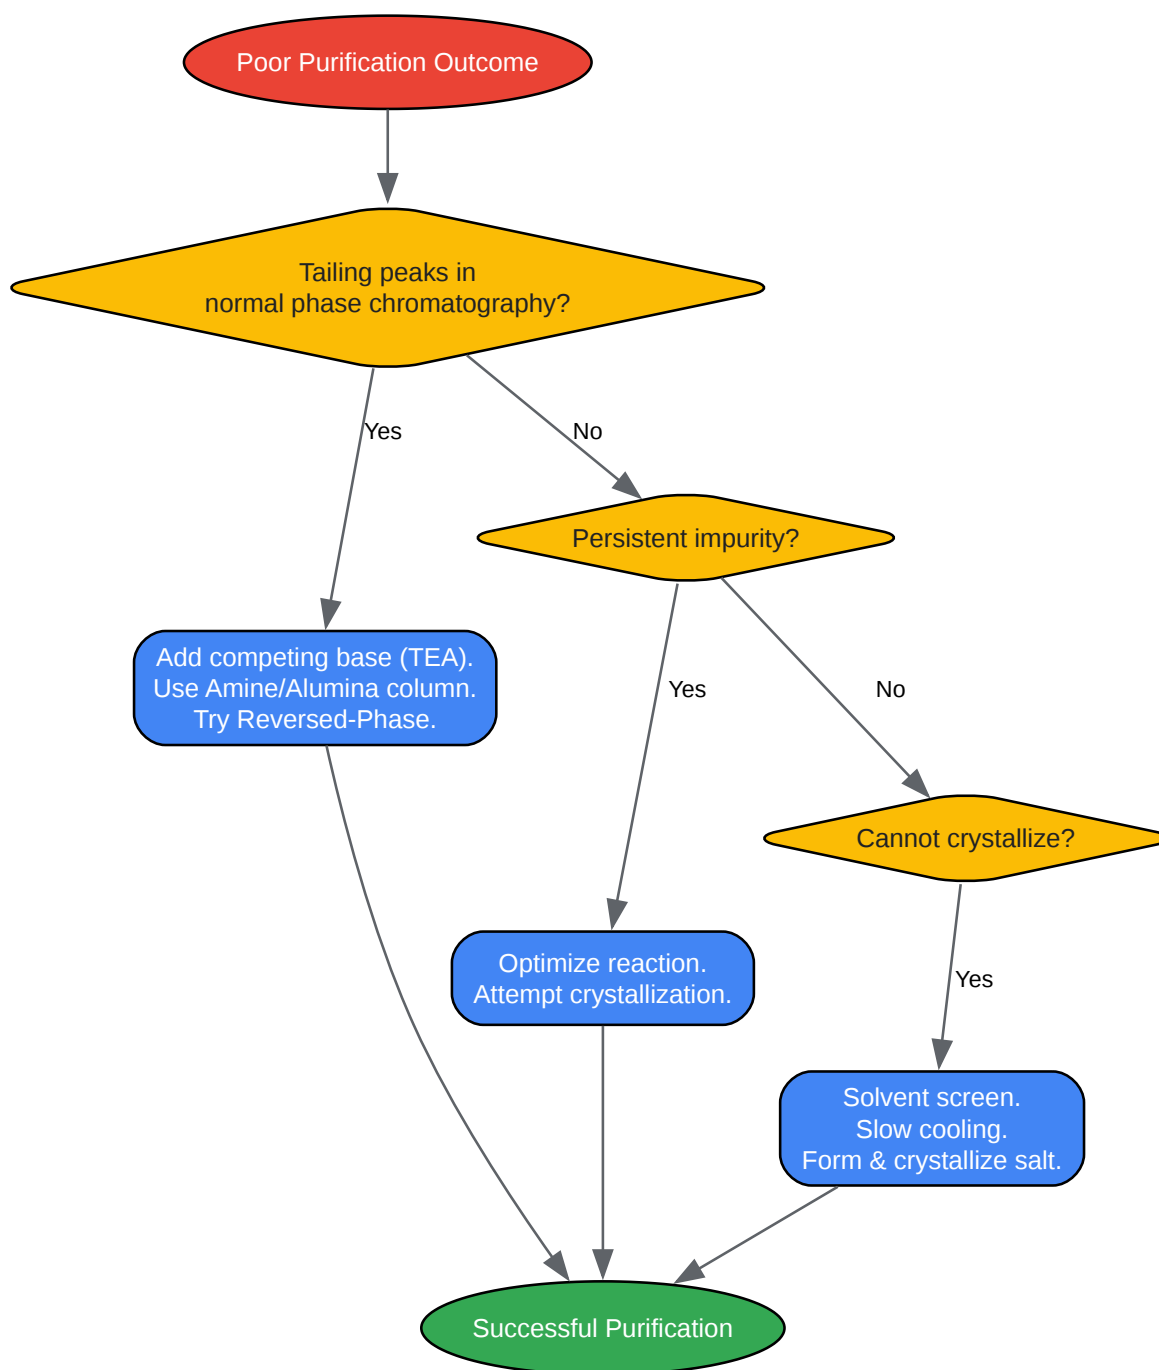 Poor Purification Outcome
Tailing peaks in
normal phase chromatography?
Yes
No
Persistent impurity?
Add competing base (TEA).
Use Amine/Alumina column.
Try Reversed-Phase.
Yes
No
Cannot crystallize?
Optimize reaction.
Attempt crystallization.
Yes
Solvent screen.
Slow cooling.
Form & crystallize salt.
Successful Purification